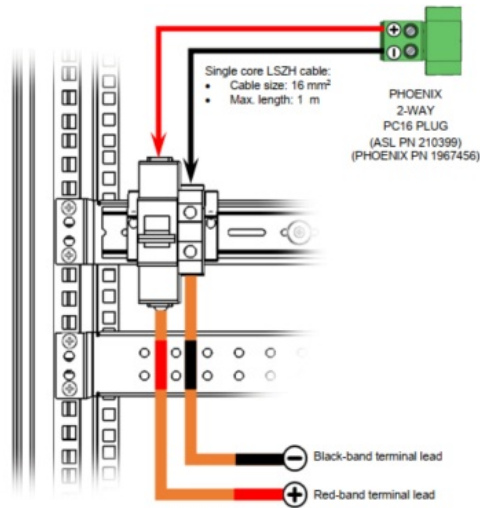 Single core LSZH cable:
• Cable size: 16 mm²
• Max. length: 1 m
PHOENIX
2-WAY
PC16 PLUG
(ASL PN 210399)
(PHOENIX PN 1967456)
Black-band terminal lead
Red-band terminal lead